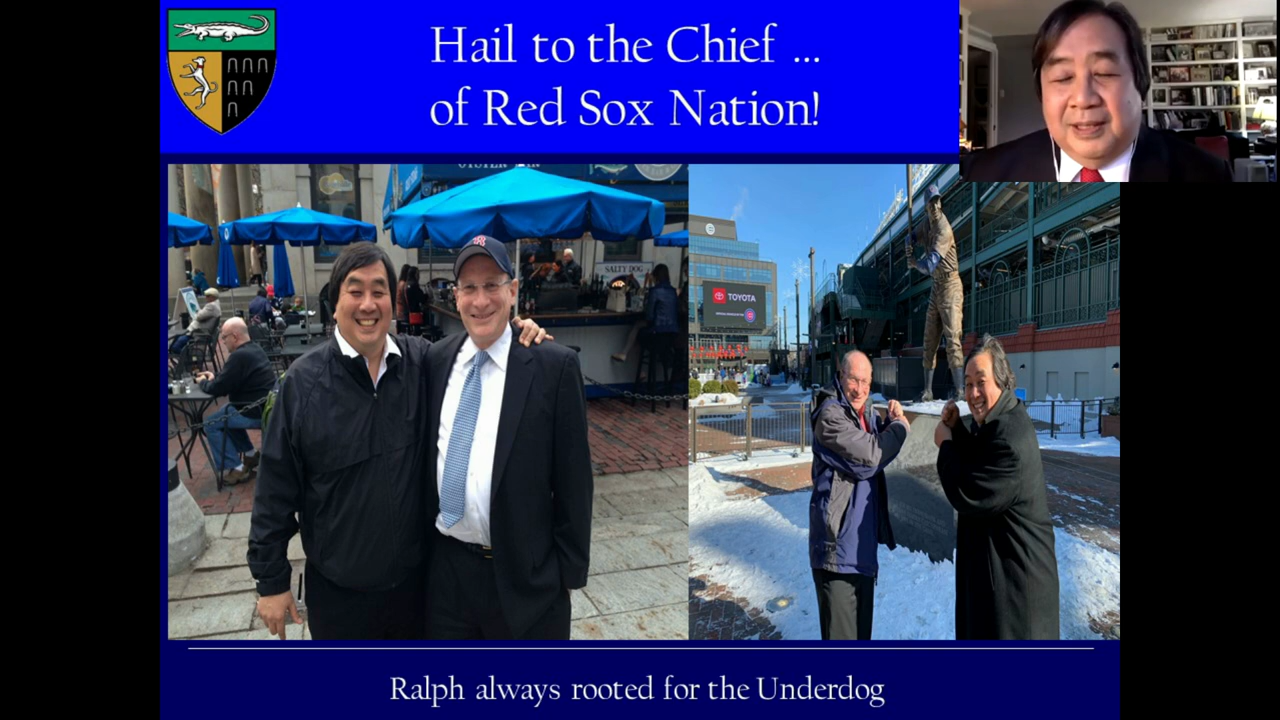 Hail to the Chief ...
of Red Sox Nation!
SALTY DOG
TOYOTA
Ralph always rooted for the Underdog